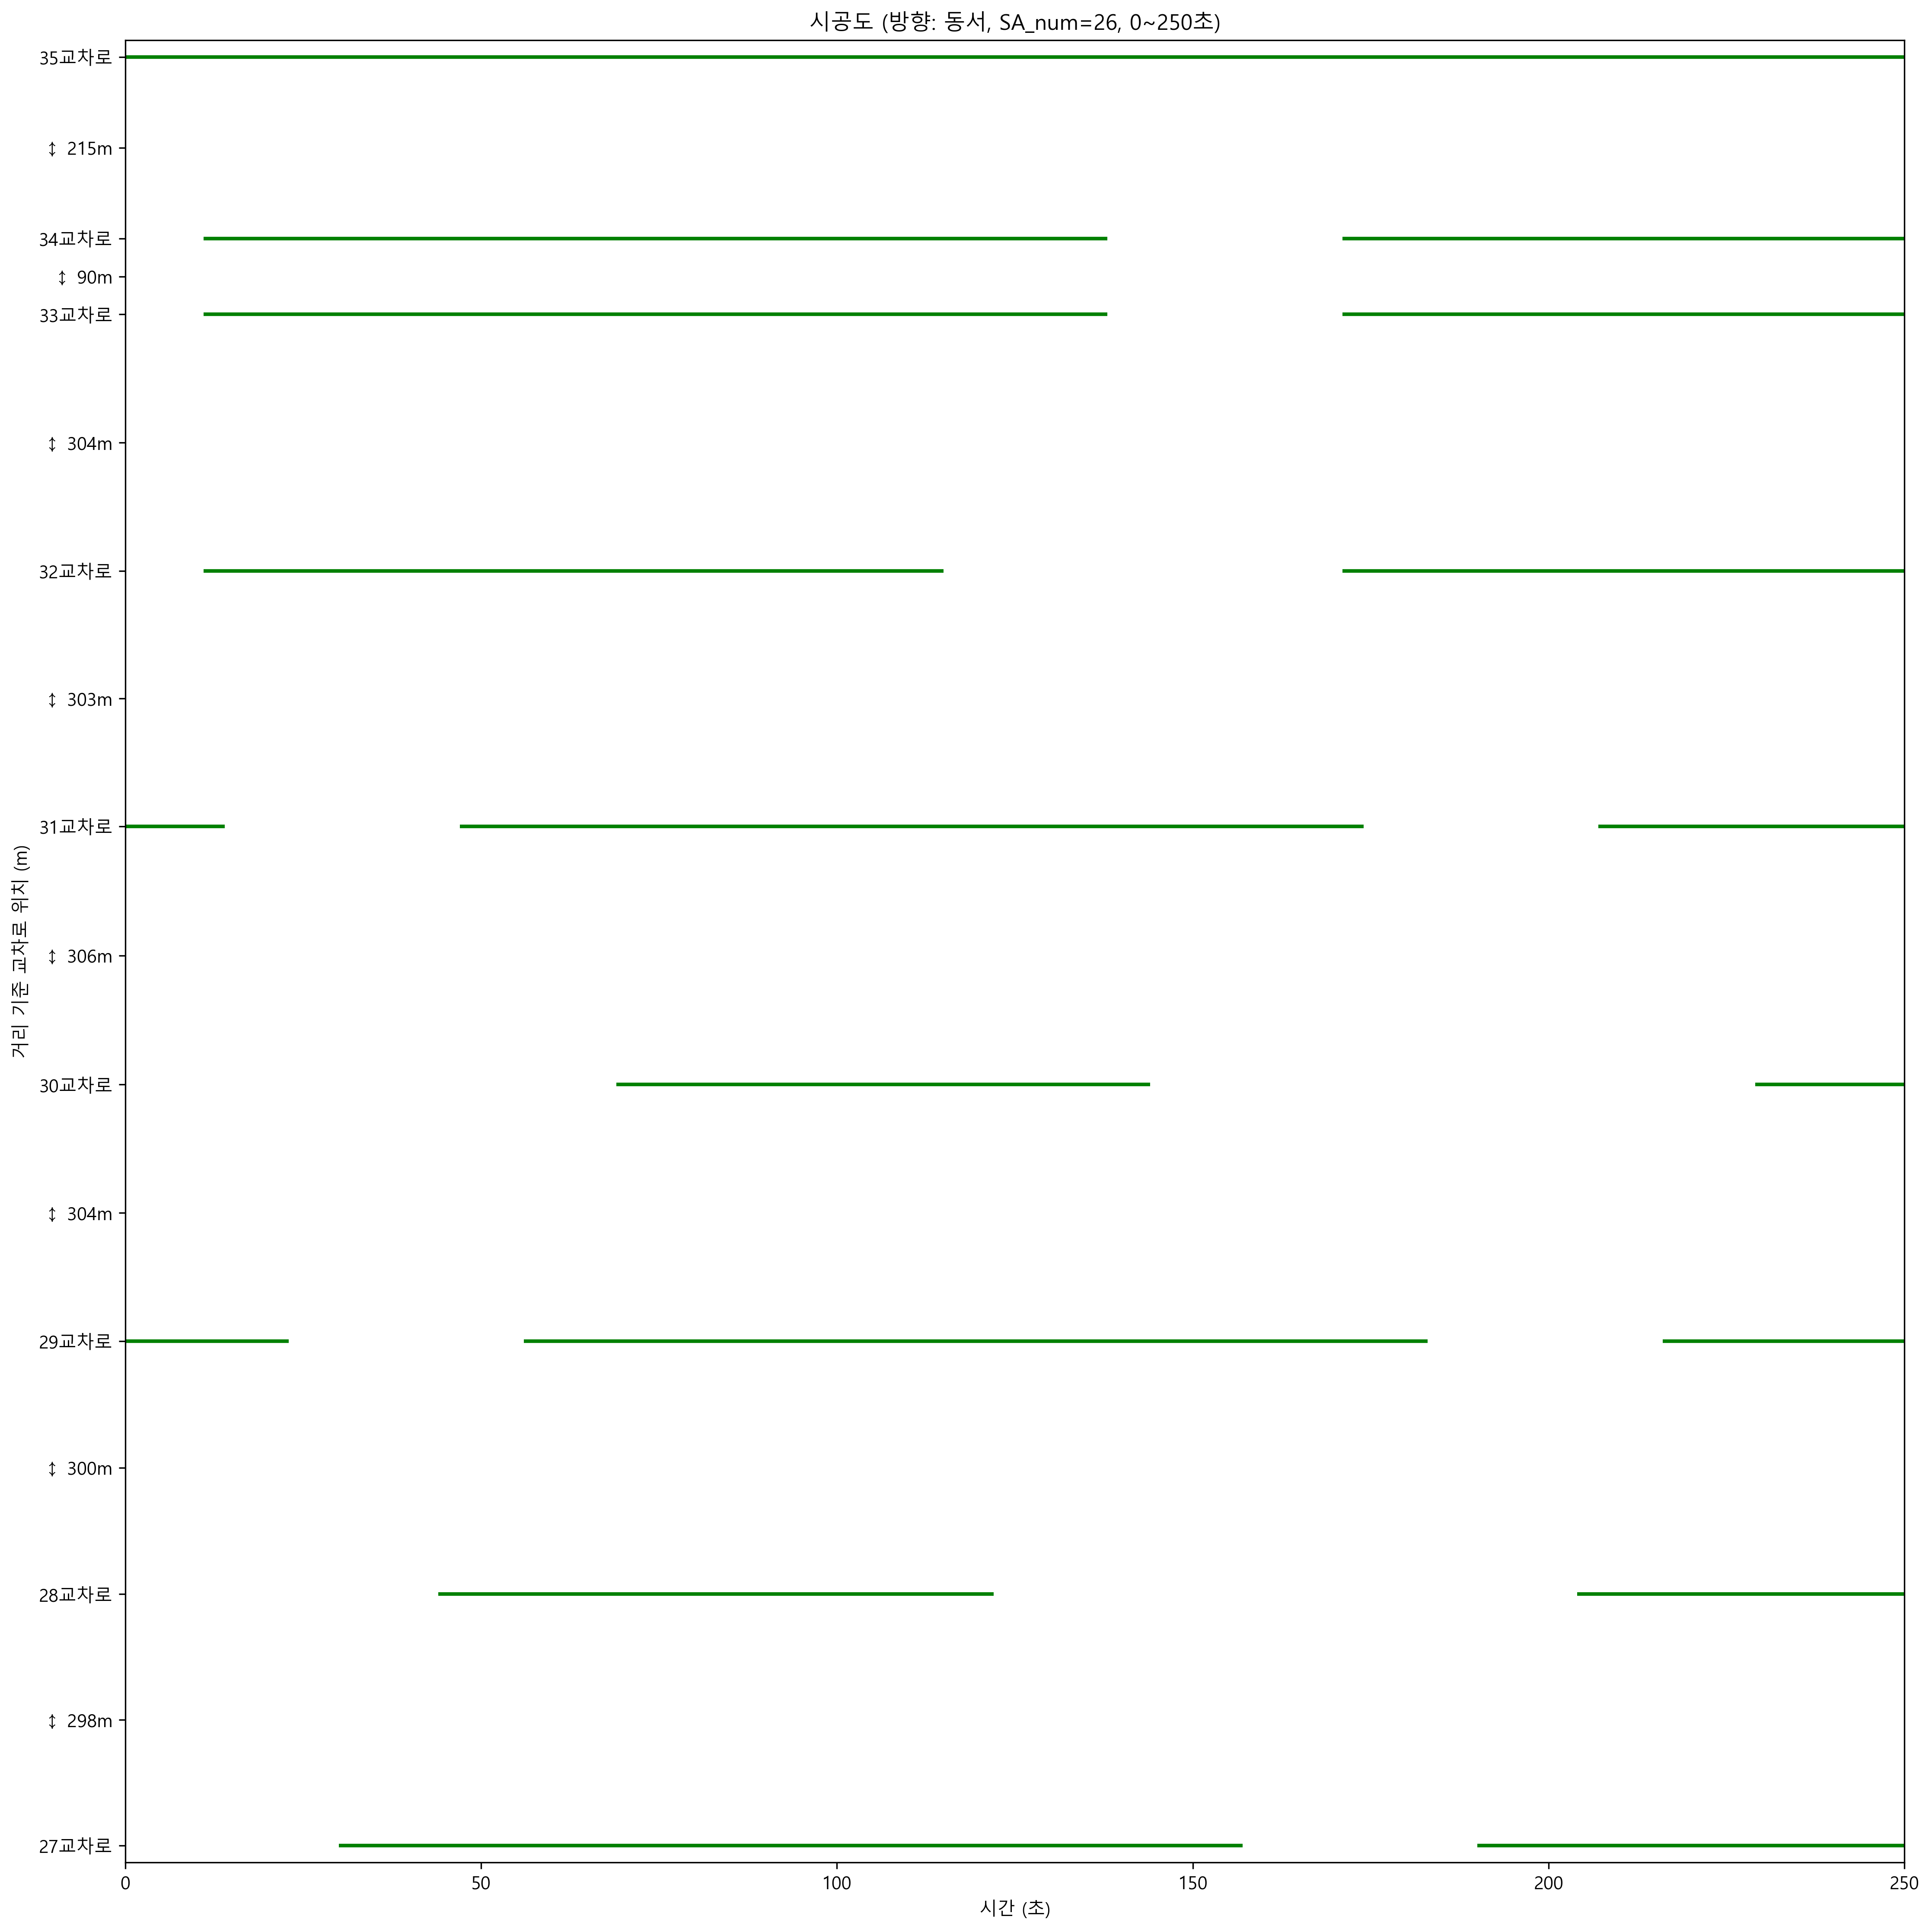 시공도 (방향: 동서, SA_num=26, 0~250초)
35교차로
↕ 215m
34교차로
↕ 90m
33교차로
↕ 304m
32교차로
↕ 303m
31교차로
↕ 306m
30교차로
↕ 304m
29교차로
↕ 300m
28교차로
↕ 298m
27교차로
거리 기준 교차로 위치 (m)
0 50 100 150 200 250
시간 (초)